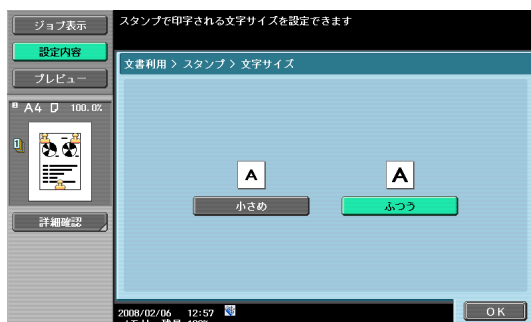 ジョブ表示
スタンプで印字される文字サイズを設定できます
設定内容
文書利用 > スタンプ > 文字サイズ
プレビュー
A4 100.0%
A
A
小さめ
ふつう
詳細確認
2008/02/06 12:57
OK